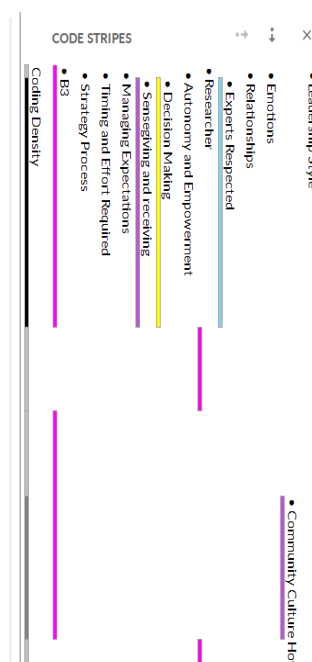 CODE STRIPES
Coding Density
• B3
• Strategy Process
• Timing and Effort Required
• Managing Expectations
• Sensegiving and receiving
• Decision Making
• Autonomy and Empowerment
• Researcher
• Experts Respected
• Relationships
• Emotions
• Community Culture Ho